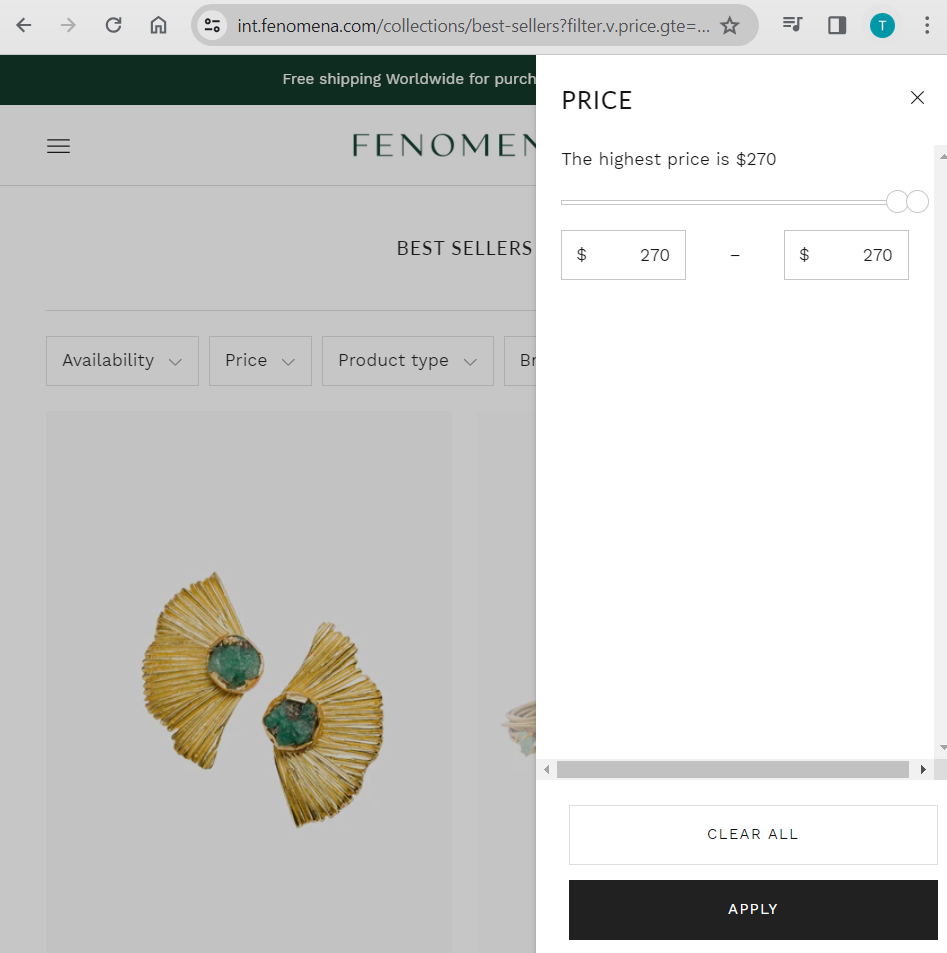 int.fenomena.com/collections/best-sellers?filter.v.price.gte=...
T
Free shipping Worldwide for purch
FENOMEN
BEST SELLERS
Availability
Price
Product type
Br
PRICE
The highest price is $270
$ 270 – $ 270
CLEAR ALL
APPLY